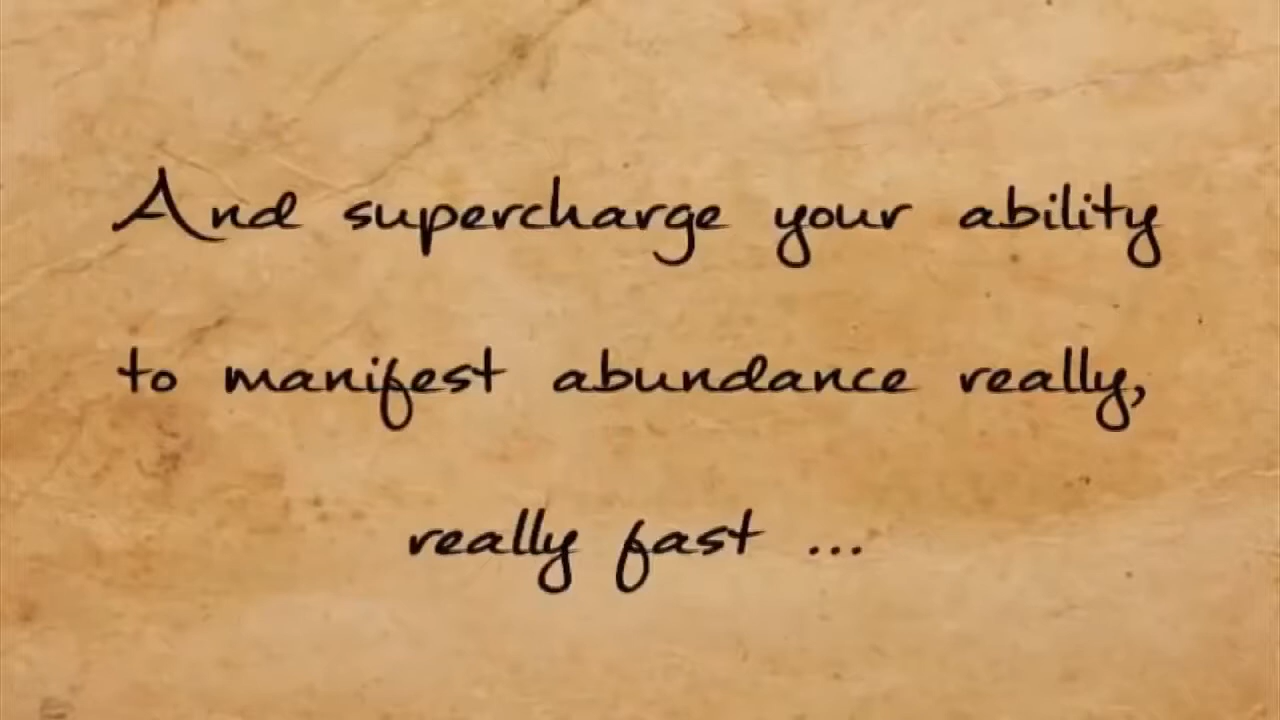 And supercharge your ability
to manifest abundance really,
really fast ...